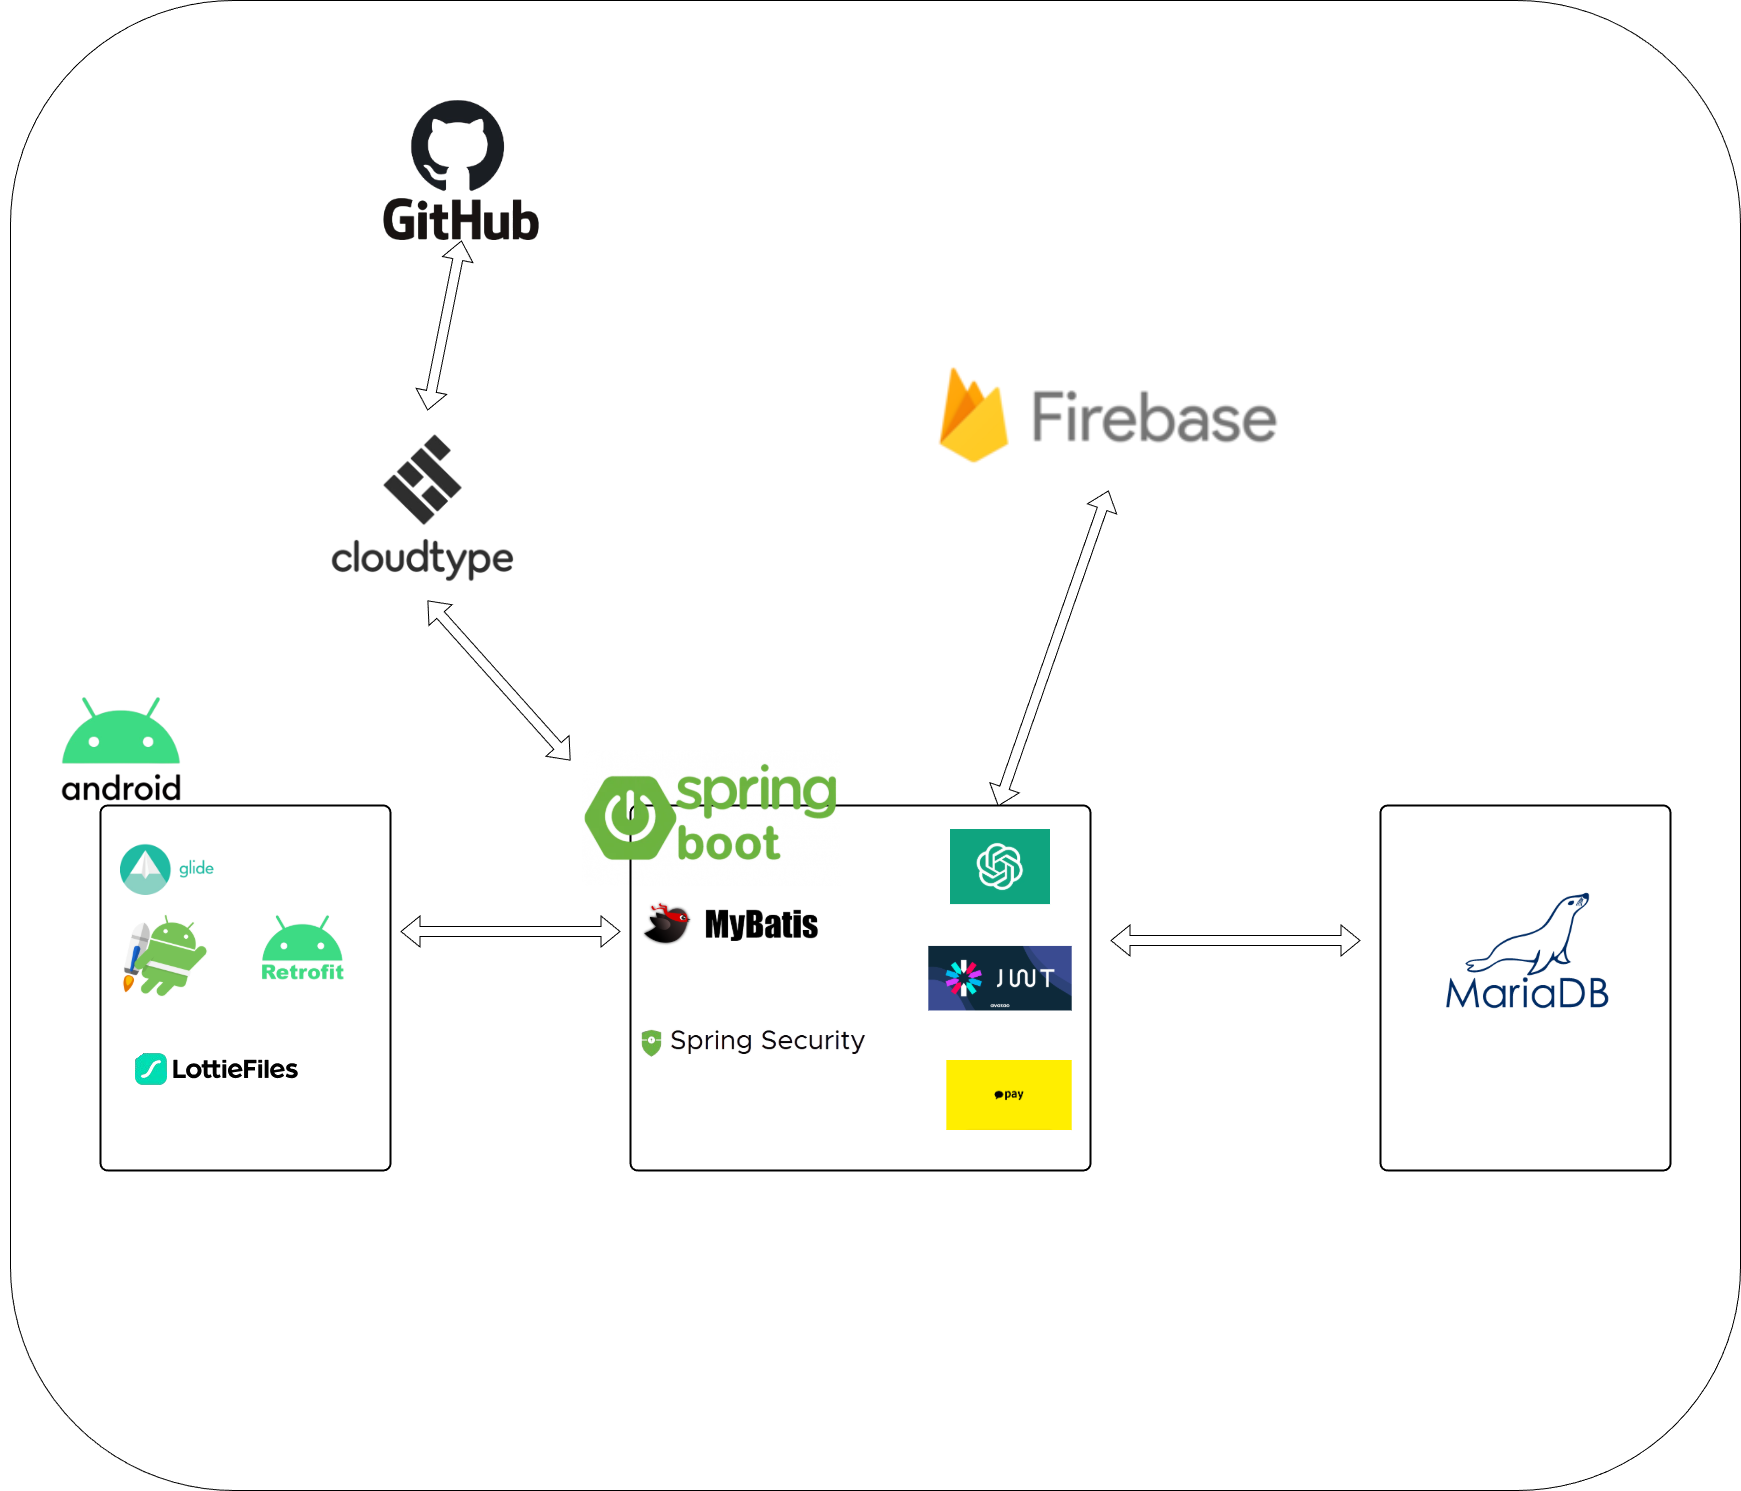 GitHub
Firebase
cloudtype
android
spring
boot
glide
MyBatis
Retrofit
JWT
Spring Security
LottieFiles
pay
MariaDB